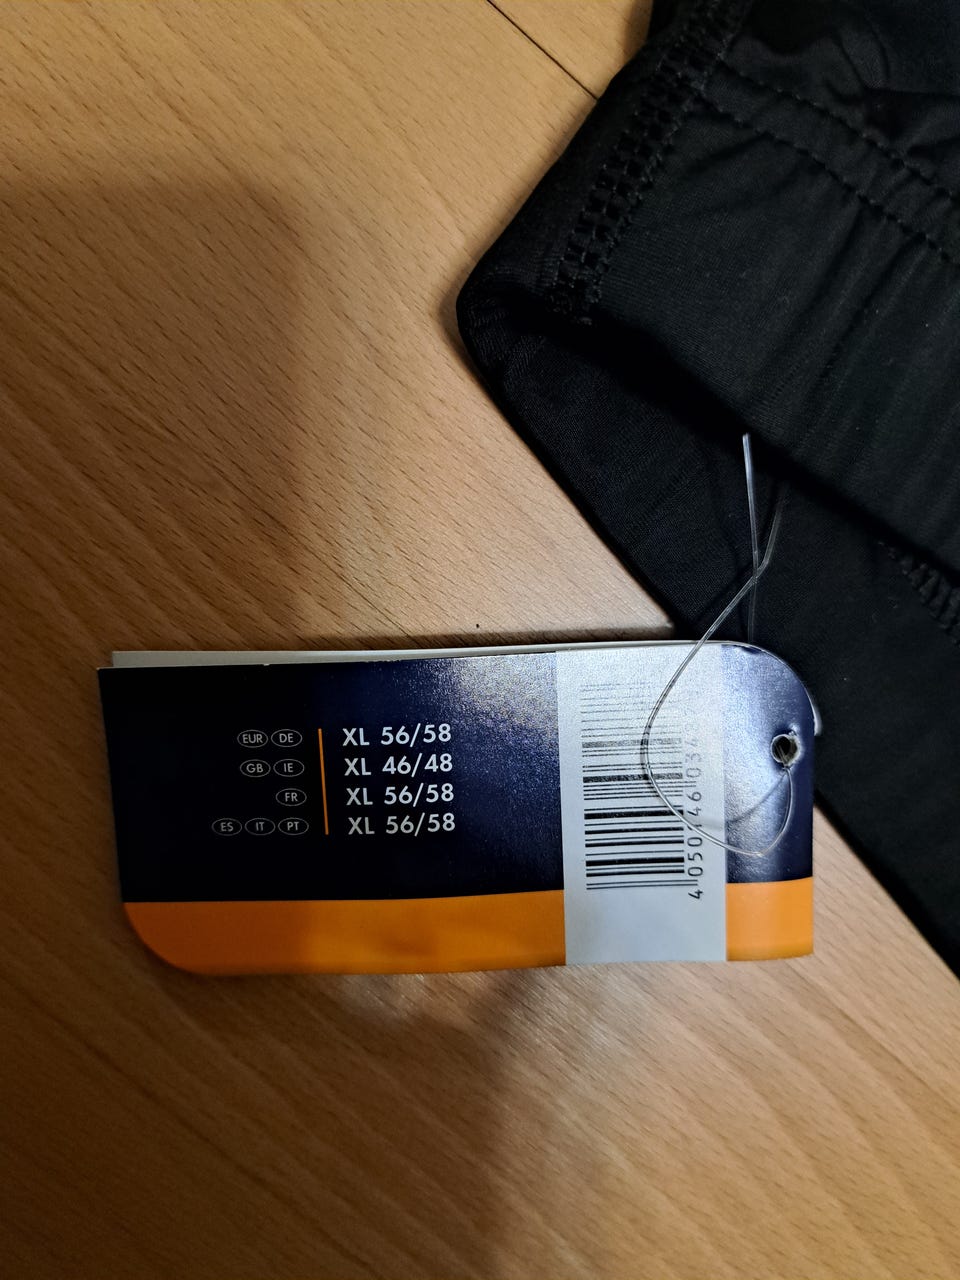 EUR DE XL 56/58
GB IE XL 46/48
FR XL 56/58
ES IT PT XL 56/58